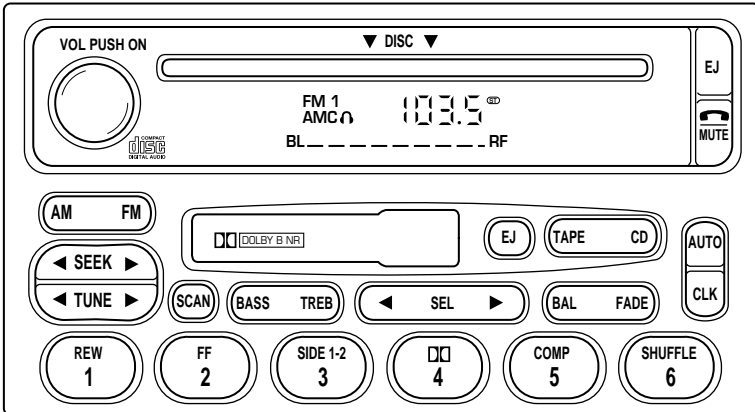 VOL PUSH ON
DISC
EJ
FM 1
AMC
103.5
ST
MUTE
COMPACT
disc
DIGITAL AUDIO
BL RF
AM FM
DOLBY B NR
EJ
TAPE CD
AUTO
SEEK
TUNE
SCAN
BASS TREB
SEL
BAL FADE
CLK
REW
1
FF
2
SIDE 1-2
3
4
COMP
5
SHUFFLE
6